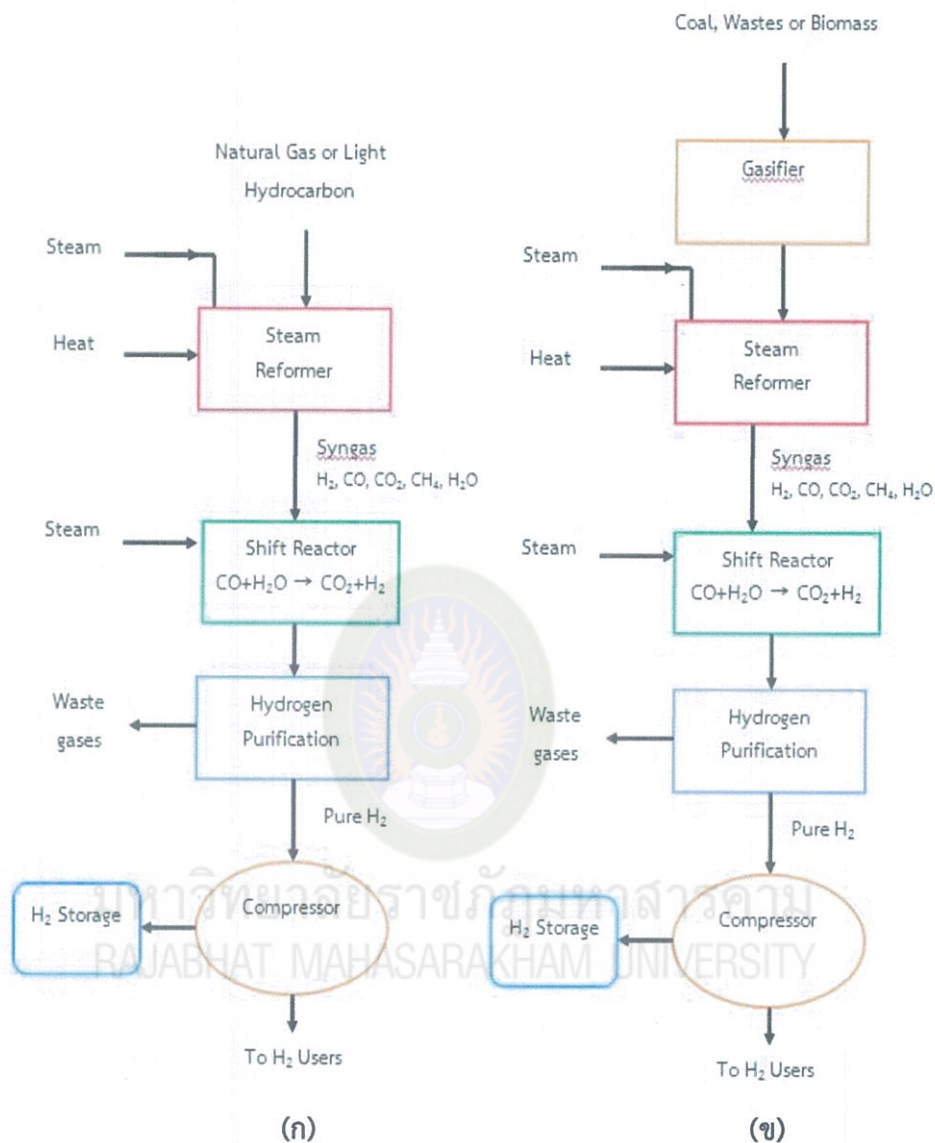 Natural Gas or Light
Hydrocarbon
Steam
Heat
Steam
Reformer
Syngas
H₂, CO, CO₂, CH₄, H₂O
Steam
Shift Reactor
CO+H₂O → CO₂+H₂
Waste
gases
Hydrogen
Purification
Pure H₂
H₂ Storage
Compressor
To H₂ Users
(ก)
Coal, Wastes or Biomass
Gasifier
Steam
Heat
Steam
Reformer
Syngas
H₂, CO, CO₂, CH₄, H₂O
Steam
Shift Reactor
CO+H₂O → CO₂+H₂
Waste
gases
Hydrogen
Purification
Pure H₂
H₂ Storage
Compressor
To H₂ Users
(ข)
มหาวิทยาลัยราชภัฏมหาสารคาม
RAJABHAT MAHASARAKHAM UNIVERSITY